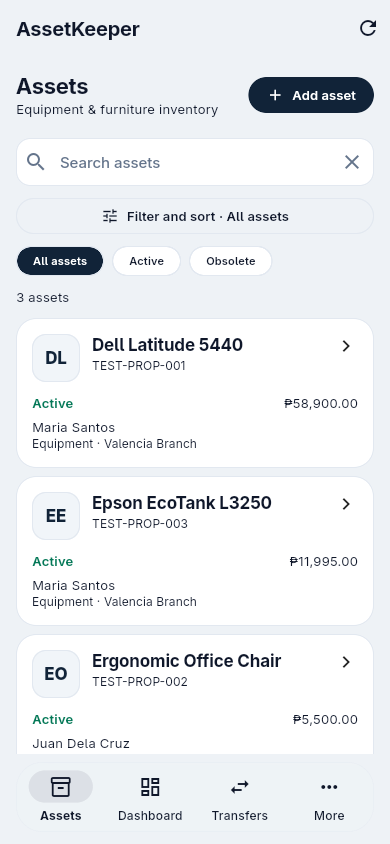 AssetKeeper
Assets
Equipment & furniture inventory
Add asset
Search assets
Filter and sort · All assets
All assets
Active
Obsolete
3 assets
DL
Dell Latitude 5440
TEST-PROP-001
Active
₱58,900.00
Maria Santos
Equipment · Valencia Branch
EE
Epson EcoTank L3250
TEST-PROP-003
Active
₱11,995.00
Maria Santos
Equipment · Valencia Branch
EO
Ergonomic Office Chair
TEST-PROP-002
Active
₱5,500.00
Juan Dela Cruz
Assets
Dashboard
Transfers
More